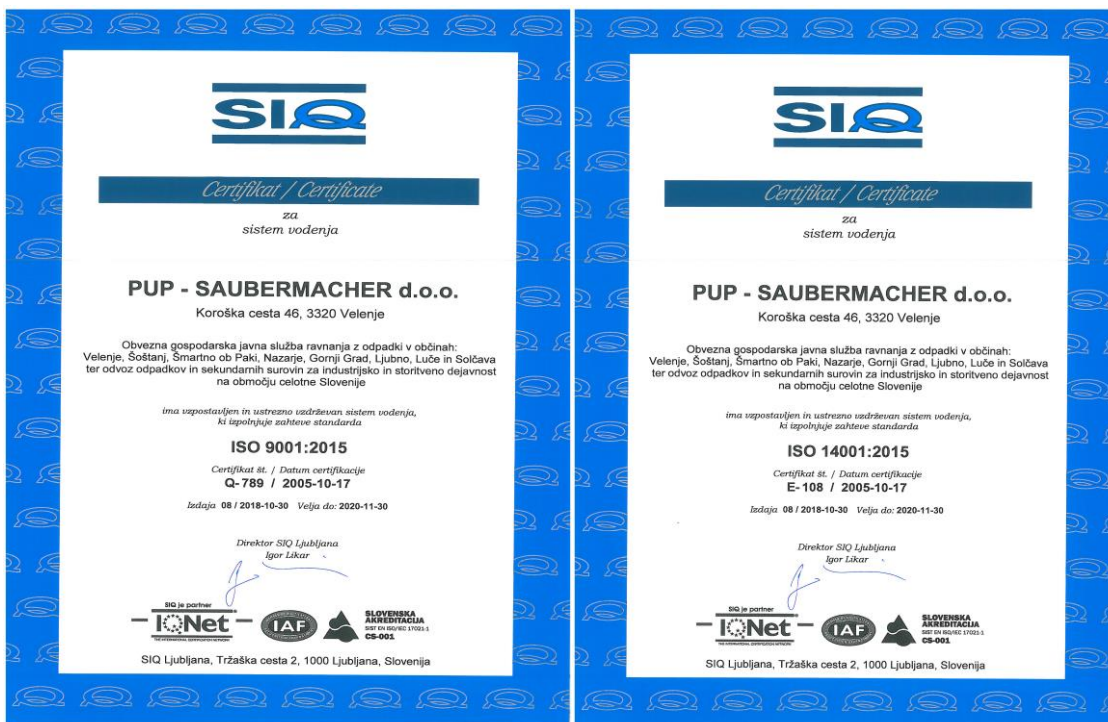 SIQ
Certifikat / Certificate
za
sistem vodenja
PUP - SAUBERMACHER d.o.o.
Koroška cesta 46, 3320 Velenje
Obvezna gospodarska javna služba ravnanja z odpadki v občinah:
Velenje, Šoštanj, Šmartno ob Paki, Nazarje, Gornji Grad, Ljubno, Luče in Solčava
ter odvoz odpadkov in sekundarnih surovin za industrijsko in storitveno dejavnost
na območju celotne Slovenije
ima vzpostavljen in ustrezno vzdrževan sistem vodenja,
ki izpolnjuje zahteve standarda
ISO 9001:2015
Certifikat št. / Datum certifikacije
Q-789 / 2005-10-17
Izdaja 08 / 2018-10-30 Velja do: 2020-11-30
Direktor SIQ Ljubljana
Igor Likar
SIQ je partner
IQNet
THE INTERNATIONAL CERTIFICATION NETWORK
IAF
SLOVENSKA
AKREDITACIJA
SIST EN ISO/IEC 17021-1
CS-001
SIQ Ljubljana, Tržaška cesta 2, 1000 Ljubljana, Slovenija
SIQ
Certifikat / Certificate
za
sistem vodenja
PUP - SAUBERMACHER d.o.o.
Koroška cesta 46, 3320 Velenje
Obvezna gospodarska javna služba ravnanja z odpadki v občinah:
Velenje, Šoštanj, Šmartno ob Paki, Nazarje, Gornji Grad, Ljubno, Luče in Solčava
ter odvoz odpadkov in sekundarnih surovin za industrijsko in storitveno dejavnost
na območju celotne Slovenije
ima vzpostavljen in ustrezno vzdrževan sistem vodenja,
ki izpolnjuje zahteve standarda
ISO 14001:2015
Certifikat št. / Datum certifikacije
E-108 / 2005-10-17
Izdaja 08 / 2018-10-30 Velja do: 2020-11-30
Direktor SIQ Ljubljana
Igor Likar
SIQ je partner
IQNet
THE INTERNATIONAL CERTIFICATION NETWORK
IAF
SLOVENSKA
AKREDITACIJA
SIST EN ISO/IEC 17021-1
CS-001
SIQ Ljubljana, Tržaška cesta 2, 1000 Ljubljana, Slovenija